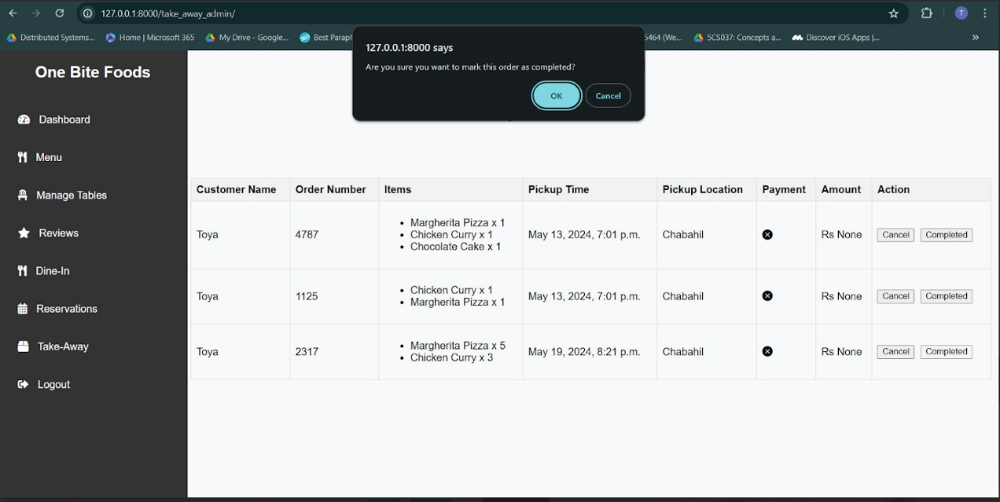 127.0.0.1:8000/take_away_admin/
T
Distributed Systems...
Home | Microsoft 365
My Drive - Google...
Best Paraph
5464 (We...
5CS037: Concepts a...
Discover iOS Apps |...
»
127.0.0.1:8000 says
Are you sure you want to mark this order as completed?
OK
Cancel
One Bite Foods
Dashboard
Menu
Manage Tables
Reviews
Dine-In
Reservations
Take-Away
Logout
Customer Name Order Number Items Pickup Time Pickup Location Payment Amount Action
Toya 4787
• Margherita Pizza x 1
• Chicken Curry x 1
• Chocolate Cake x 1
May 13, 2024, 7:01 p.m. Chabahil Rs None Cancel Completed
Toya 1125
• Chicken Curry x 1
• Margherita Pizza x 1
May 13, 2024, 7:01 p.m. Chabahil Rs None Cancel Completed
Toya 2317
• Margherita Pizza x 5
• Chicken Curry x 3
May 19, 2024, 8:21 p.m. Chabahil Rs None Cancel Completed